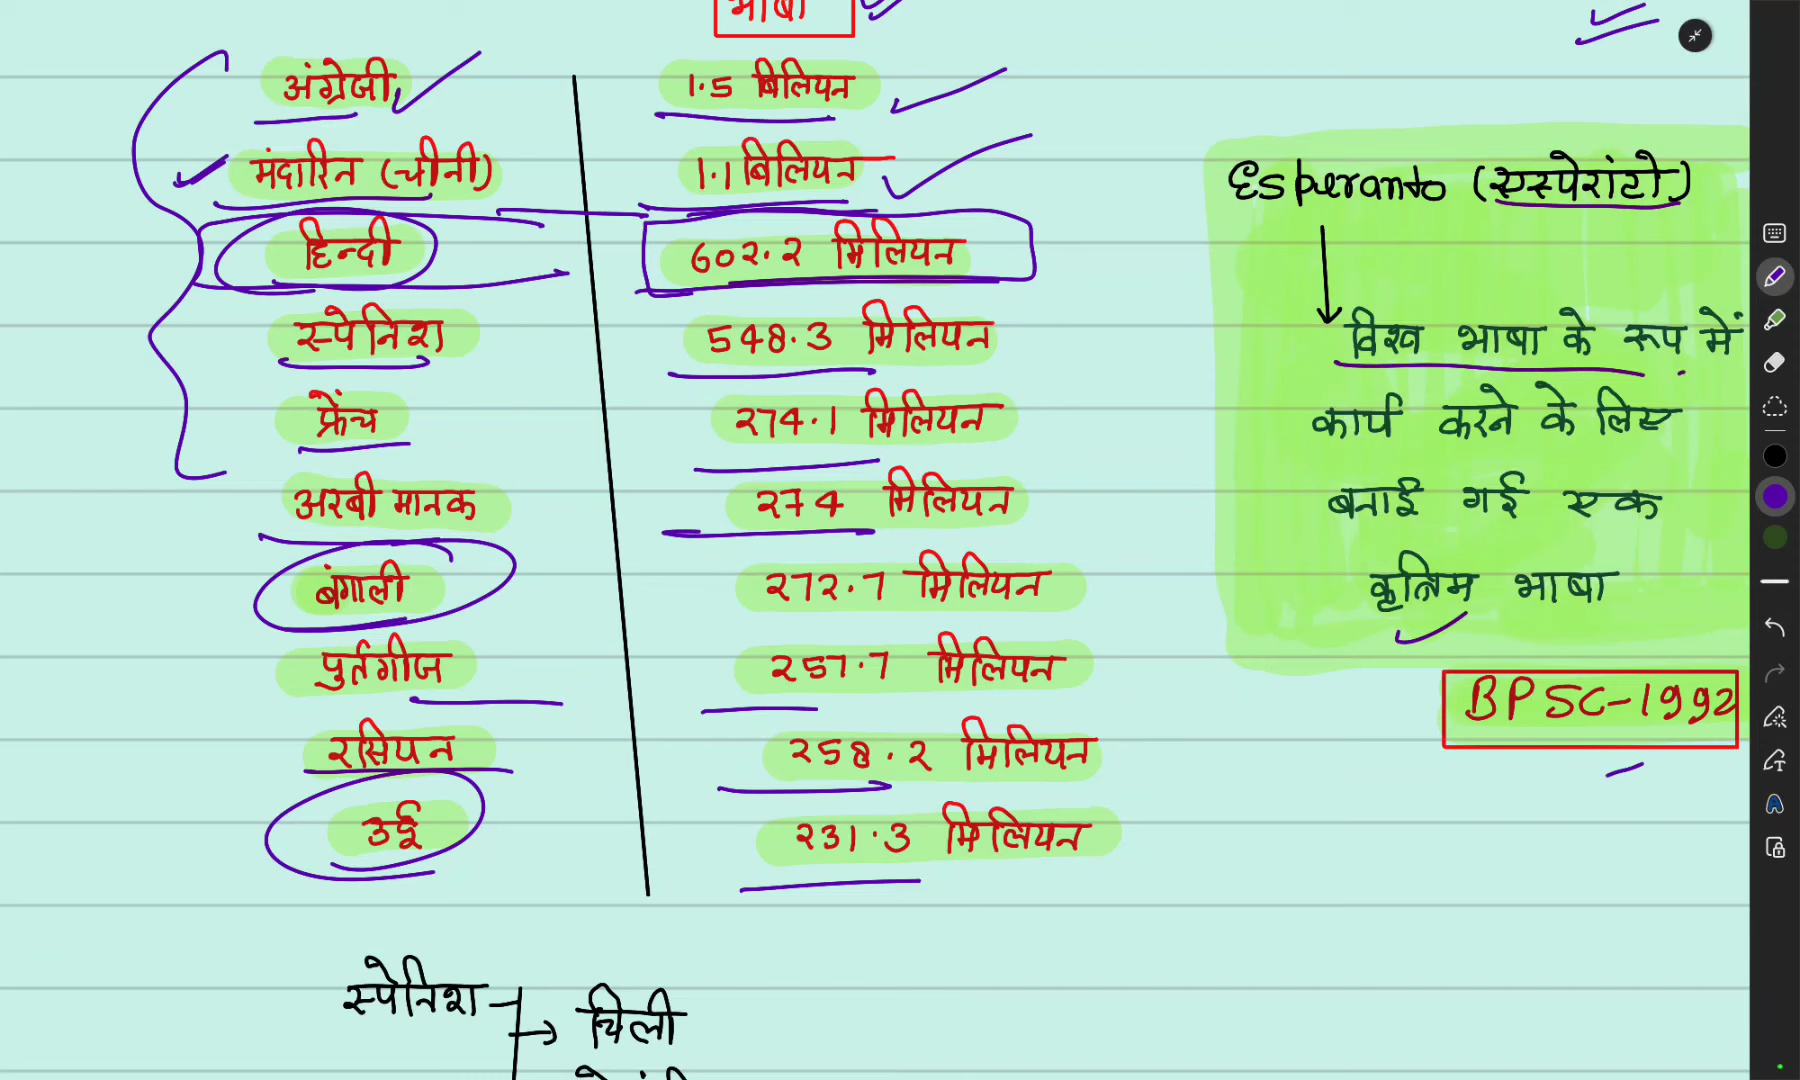 भाषा
अंग्रेजी 1.5 बिलियन
मंदारिन (चीनी) 1.1 बिलियन
हिन्दी 602.2 मिलियन
स्पेनिश 548.3 मिलियन
फ्रेंच 274.1 मिलियन
अरबी मानक 274 मिलियन
बंगाली 272.7 मिलियन
पुर्तगीज 257.7 मिलियन
रसियन 258.2 मिलियन
उर्दू 231.3 मिलियन
Esperanto (एस्पेरांटो)
विश्व भाषा के रूप में
कार्य करने के लिए
बनाई गई एक
कृत्रिम भाषा
BPSC-1992
स्पेनिश
चिली